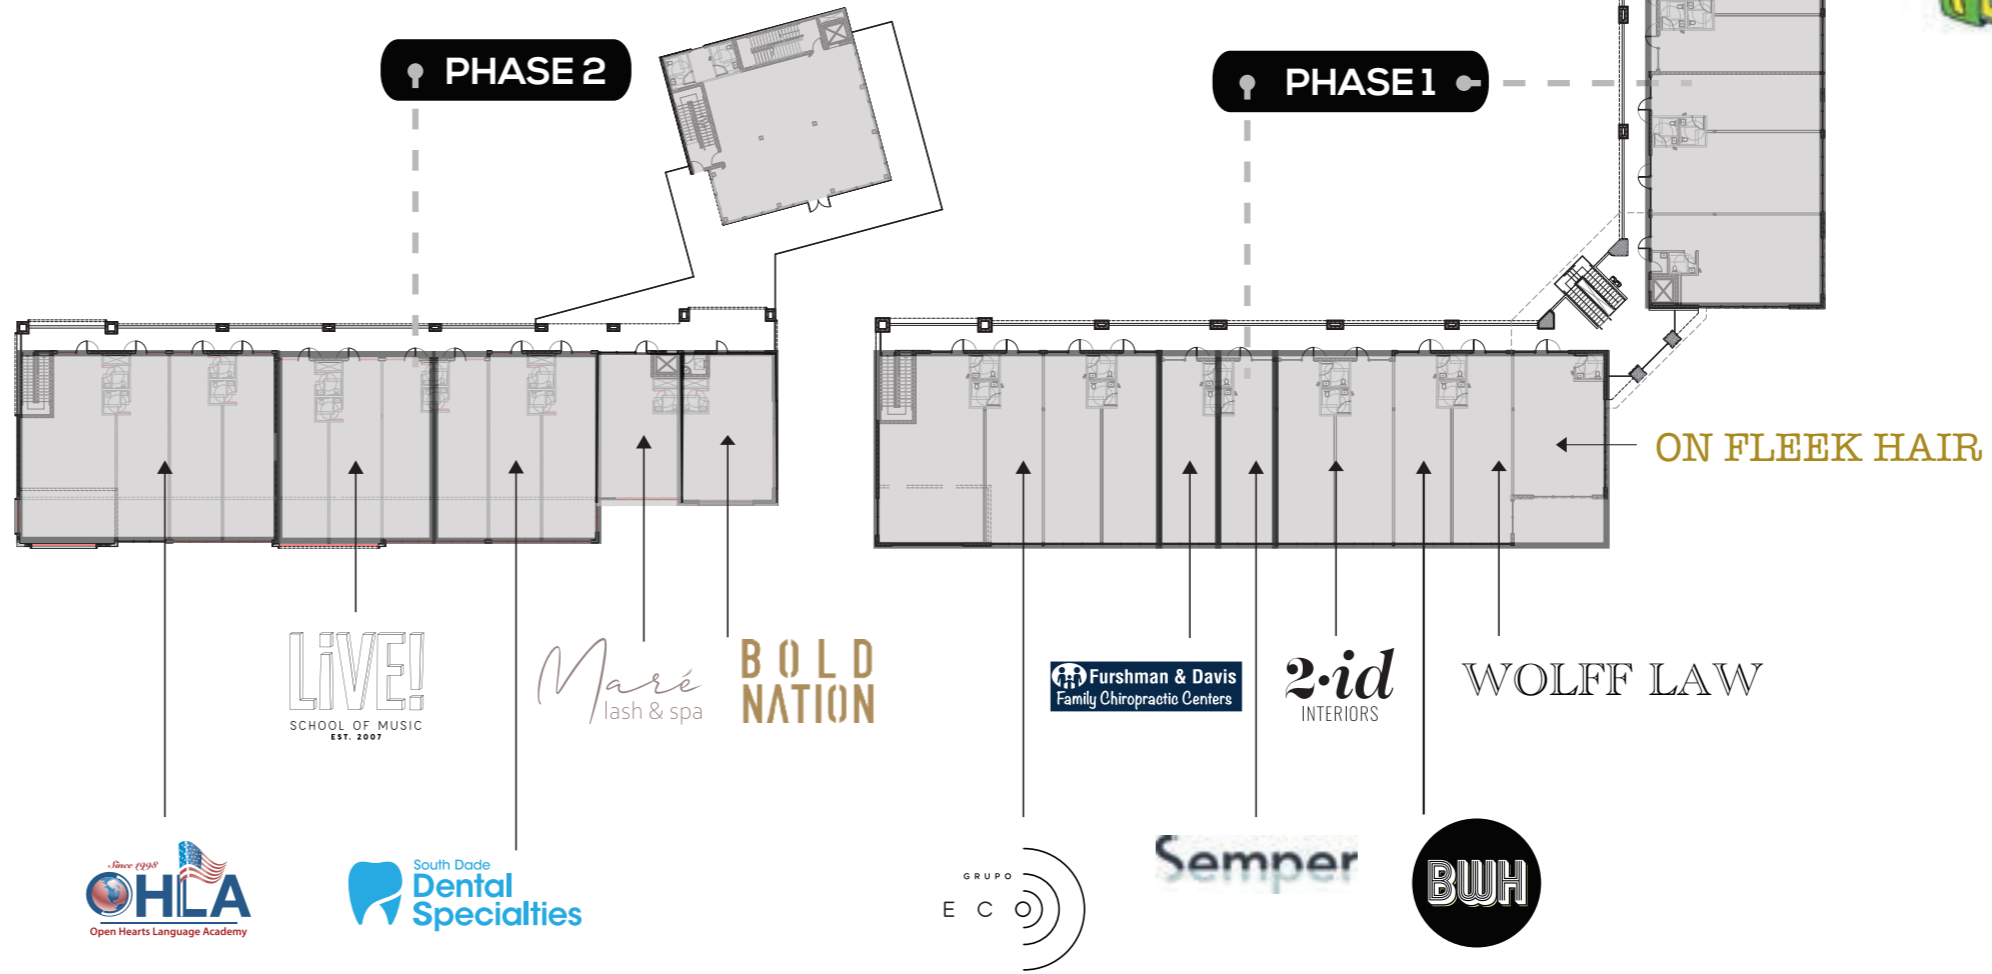 PHASE 2
PHASE 1
ON FLEEK HAIR
LiVE!
SCHOOL OF MUSIC
EST. 2007
Maré
lash & spa
BOLD
NATION
Furshman & Davis
Family Chiropractic Centers
2·id
INTERIORS
WOLFF LAW
Since 1998
OHLA
Open Hearts Language Academy
South Dade
Dental
Specialties
GRUPO
ECO
Semper
BWH